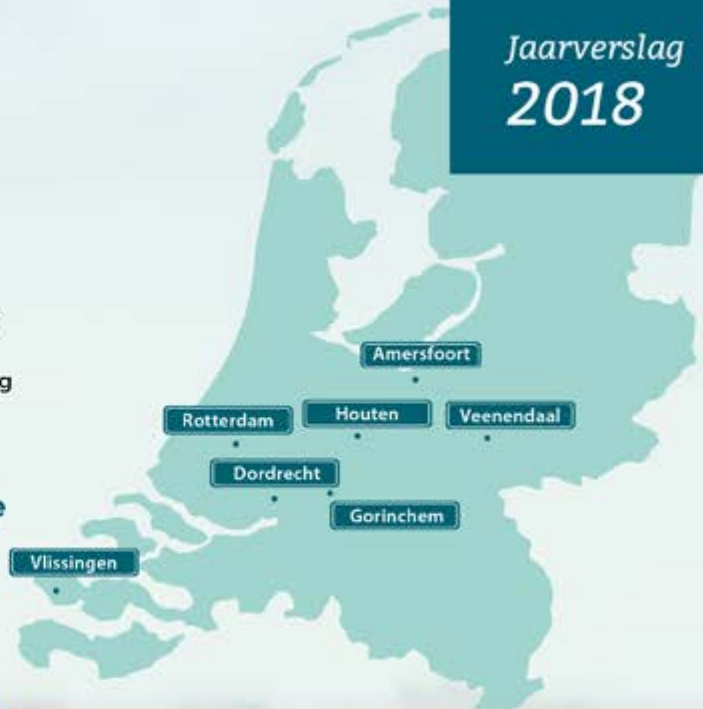 Jaarverslag
2018
g
e
Amersfoort
Rotterdam
Houten
Veenendaal
Dordrecht
Gorinchem
Vlissingen